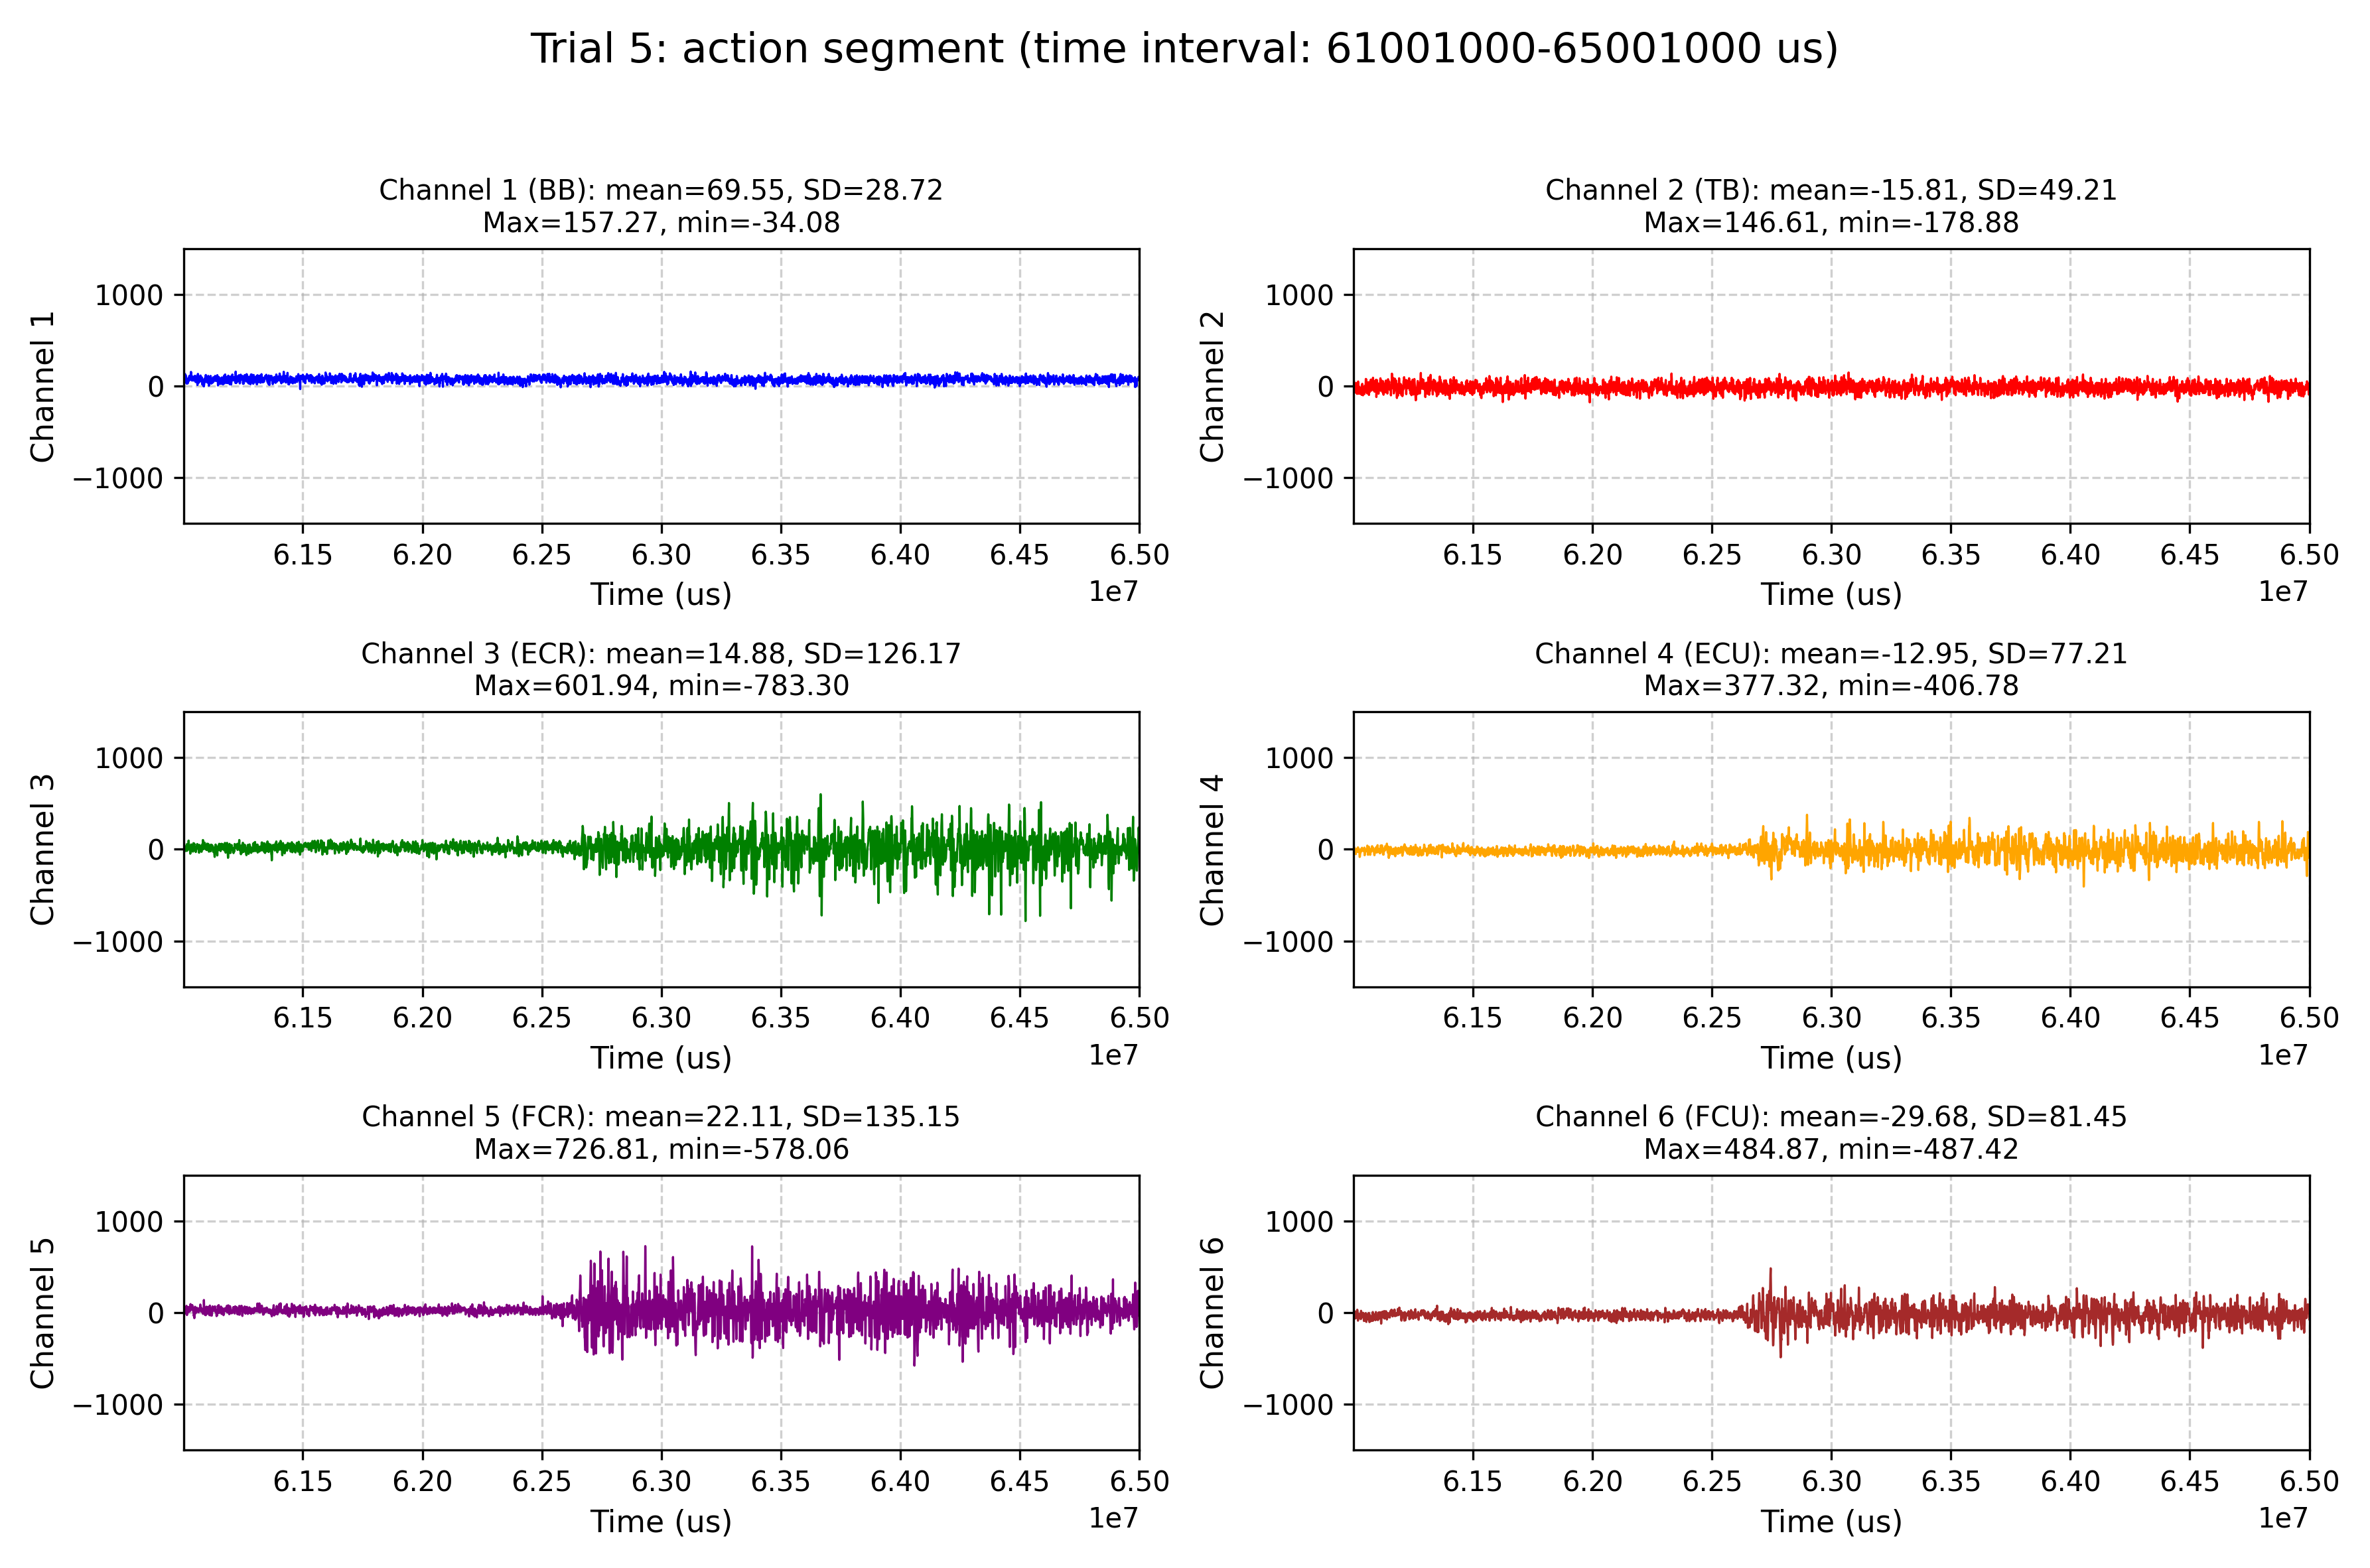 Trial 5: action segment (time interval: 61001000-65001000 us)
Channel 1 (BB): mean=69.55, SD=28.72
Max=157.27, min=-34.08
Channel 1
1000
0
−1000
6.15 6.20 6.25 6.30 6.35 6.40 6.45 6.50
Time (us)
1e7
Channel 2 (TB): mean=-15.81, SD=49.21
Max=146.61, min=-178.88
Channel 2
1000
0
−1000
6.15 6.20 6.25 6.30 6.35 6.40 6.45 6.50
Time (us)
1e7
Channel 3 (ECR): mean=14.88, SD=126.17
Max=601.94, min=-783.30
Channel 3
1000
0
−1000
6.15 6.20 6.25 6.30 6.35 6.40 6.45 6.50
Time (us)
1e7
Channel 4 (ECU): mean=-12.95, SD=77.21
Max=377.32, min=-406.78
Channel 4
1000
0
−1000
6.15 6.20 6.25 6.30 6.35 6.40 6.45 6.50
Time (us)
1e7
Channel 5 (FCR): mean=22.11, SD=135.15
Max=726.81, min=-578.06
Channel 5
1000
0
−1000
6.15 6.20 6.25 6.30 6.35 6.40 6.45 6.50
Time (us)
1e7
Channel 6 (FCU): mean=-29.68, SD=81.45
Max=484.87, min=-487.42
Channel 6
1000
0
−1000
6.15 6.20 6.25 6.30 6.35 6.40 6.45 6.50
Time (us)
1e7